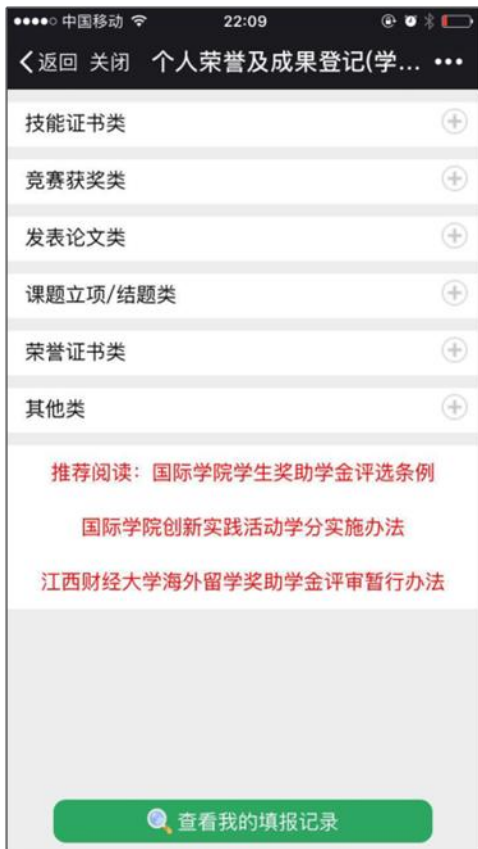 中国移动 22:09
返回 关闭 个人荣誉及成果登记(学... •••
技能证书类
竞赛获奖类
发表论文类
课题立项/结题类
荣誉证书类
其他类
推荐阅读：国际学院学生奖助学金评选条例
国际学院创新实践活动学分实施办法
江西财经大学海外留学奖助学金评审暂行办法
查看我的填报记录